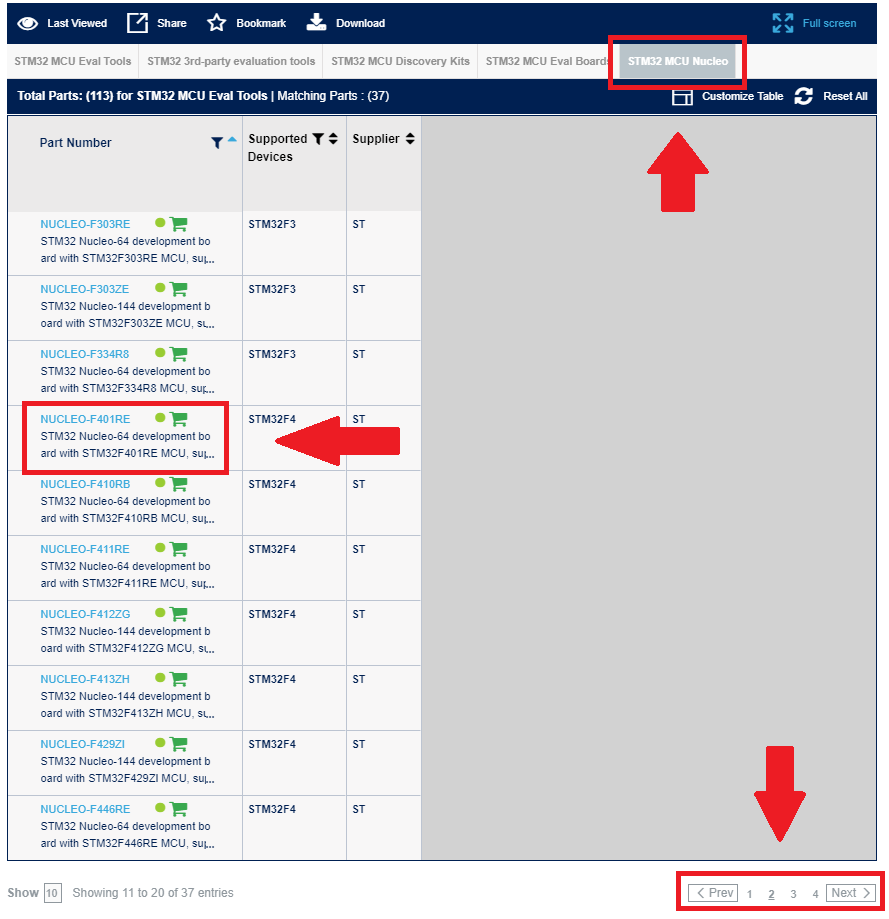 Last Viewed Share Bookmark Download Full screen
STM32 MCU Eval Tools STM32 3rd-party evaluation tools STM32 MCU Discovery Kits STM32 MCU Eval Boards STM32 MCU Nucleo
Total Parts: (113) for STM32 MCU Eval Tools | Matching Parts : (37) Customize Table Reset All
Part Number Supported Devices Supplier
NUCLEO-F303RE STM32F3 ST
STM32 Nucleo-64 development bo
ard with STM32F303RE MCU, su...
NUCLEO-F303ZE STM32F3 ST
STM32 Nucleo-144 development b
oard with STM32F303ZE MCU, s...
NUCLEO-F334R8 STM32F3 ST
STM32 Nucleo-64 development bo
ard with STM32F334R8 MCU, sup...
NUCLEO-F401RE STM32F4 ST
STM32 Nucleo-64 development bo
ard with STM32F401RE MCU, su...
NUCLEO-F410RB STM32F4 ST
STM32 Nucleo-64 development bo
ard with STM32F410RB MCU, su...
NUCLEO-F411RE STM32F4 ST
STM32 Nucleo-64 development bo
ard with STM32F411RE MCU, su...
NUCLEO-F412ZG STM32F4 ST
STM32 Nucleo-144 development b
oard with STM32F412ZG MCU, s...
NUCLEO-F413ZH STM32F4 ST
STM32 Nucleo-144 development b
oard with STM32F413ZH MCU, s...
NUCLEO-F429ZI STM32F4 ST
STM32 Nucleo-144 development b
oard with STM32F429ZI MCU, sup...
NUCLEO-F446RE STM32F4 ST
STM32 Nucleo-64 development bo
ard with STM32F446RE MCU, su...
Show 10 Showing 11 to 20 of 37 entries Prev 1 2 3 4 Next